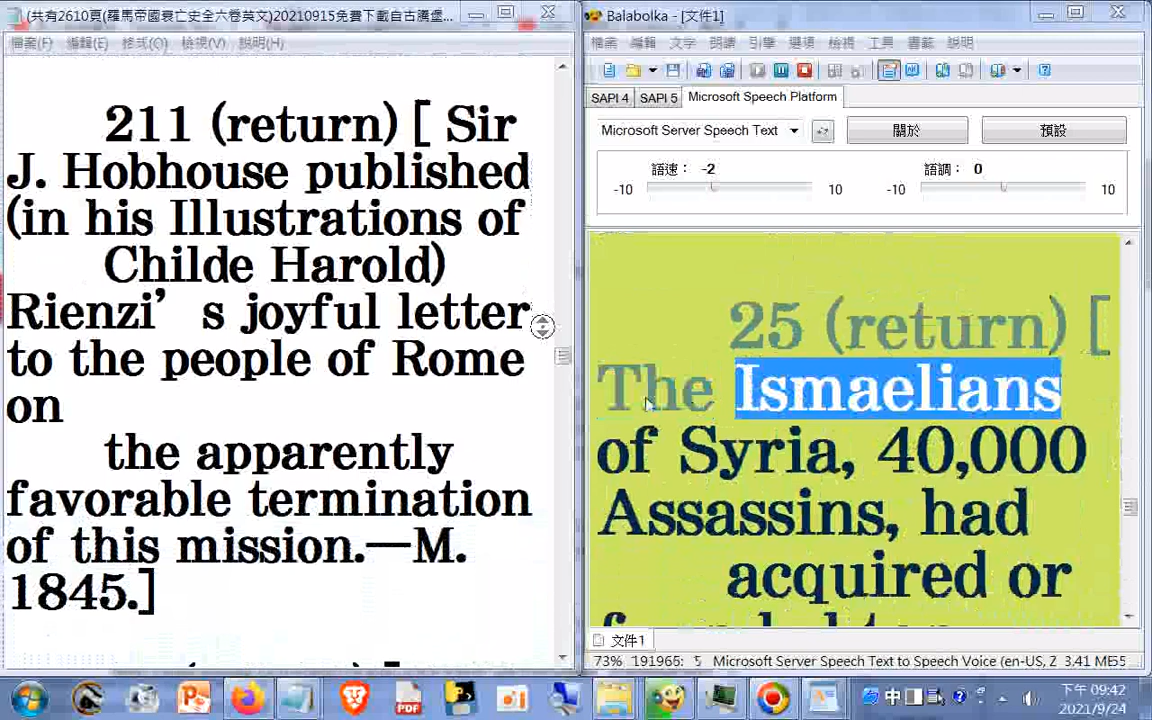 (共有2610頁(羅馬帝國衰亡史全六卷英文)20210915免費下載自古騰堡...
檔案(F) 編輯(E) 格式(O) 檢視(V) 說明(H)
211 (return) [ Sir
J. Hobhouse published
(in his Illustrations of
Childe Harold)
Rienzi’s joyful letter
to the people of Rome
on
the apparently
favorable termination
of this mission.—M.
1845.]
Balabolka - [文件1]
檔案 編輯 文字 朗讀 引擎 選項 檢視 工具 書籤 說明
SAPI 4 SAPI 5 Microsoft Speech Platform
Microsoft Server Speech Text 關於 預設
語速： -2 語調： 0
-10 10 -10 10
25 (return) [
The Ismaelians
of Syria, 40,000
Assassins, had
acquired or
文件1
73% 191965: Microsoft Server Speech Text to Speech Voice (en-US, Z 3.41 MB
中
下午 09:42
2021/9/24